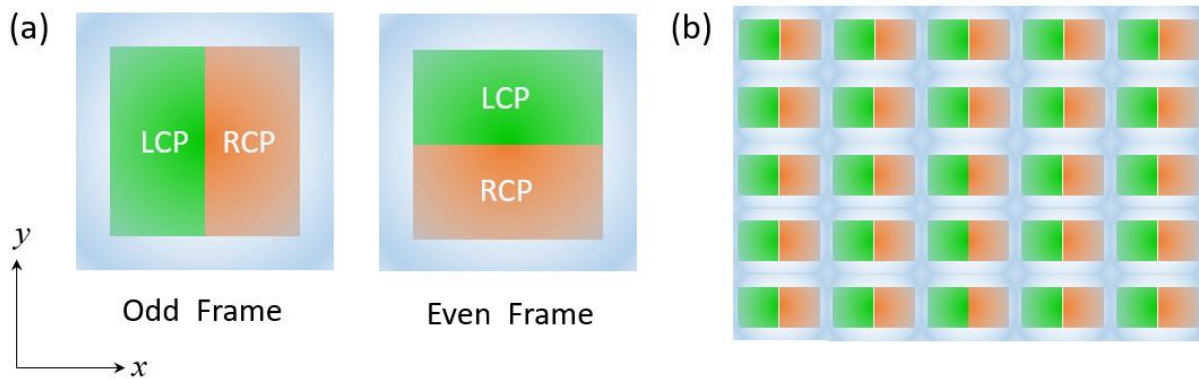 (a)
(b)
LCP RCP
LCP
RCP
y
x
Odd Frame
Even Frame